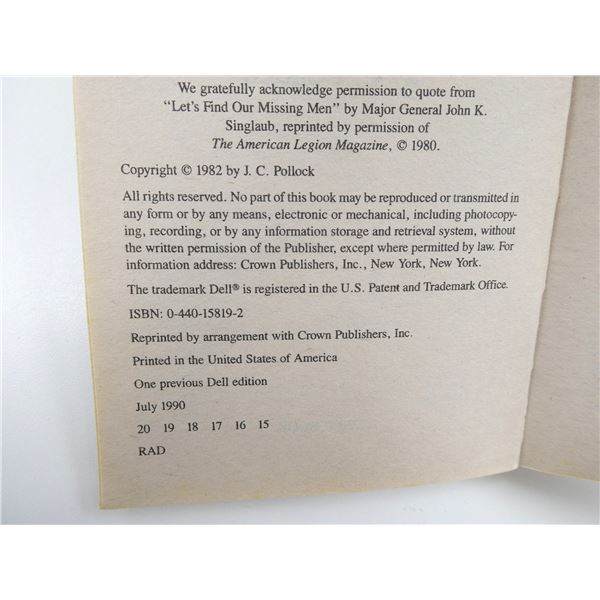 We gratefully acknowledge permission to quote from
"Let's Find Our Missing Men" by Major General John K.
Singlaub, reprinted by permission of
The American Legion Magazine, © 1980.
Copyright © 1982 by J. C. Pollock
All rights reserved. No part of this book may be reproduced or transmitted in
any form or by any means, electronic or mechanical, including photocopy-
ing, recording, or by any information storage and retrieval system, without
the written permission of the Publisher, except where permitted by law. For
information address: Crown Publishers, Inc., New York, New York.
The trademark Dell® is registered in the U.S. Patent and Trademark Office.
ISBN: 0-440-15819-2
Reprinted by arrangement with Crown Publishers, Inc.
Printed in the United States of America
One previous Dell edition
July 1990
20 19 18 17 16 15
RAD